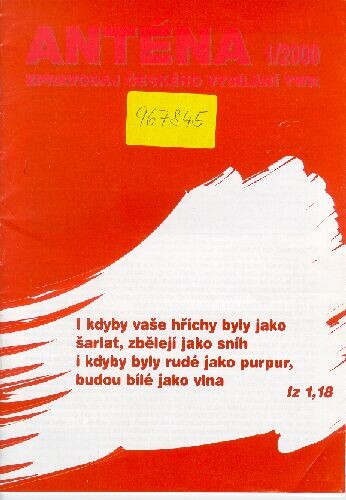 ANTÉNA 1/2000
ZPRAVODAJ ČESKÉHO VYSÍLÁNÍ TWR
967845
I kdyby vaše hříchy byly jako
šarlat, zbělejí jako sníh
i kdyby byly rudé jako purpur,
budou bílé jako vlna
Iz 1,18